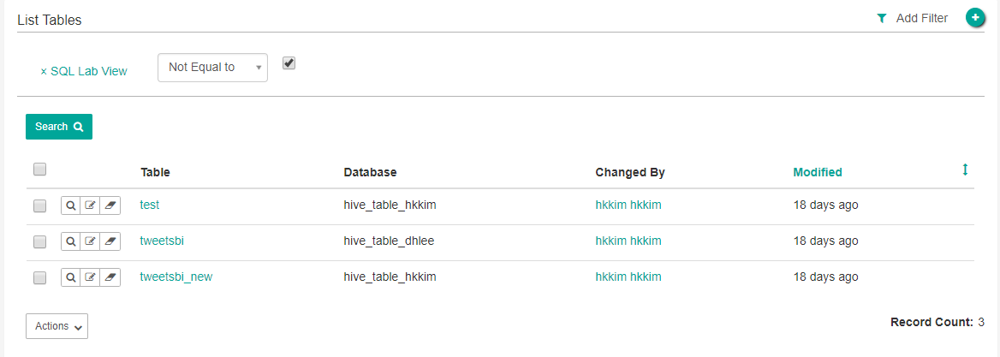 List Tables Add Filter
× SQL Lab View Not Equal to
Search
Table Database Changed By Modified
test hive_table_hkkim hkkim hkkim 18 days ago
tweetsbi hive_table_dhlee hkkim hkkim 18 days ago
tweetsbi_new hive_table_hkkim hkkim hkkim 18 days ago
Actions Record Count: 3